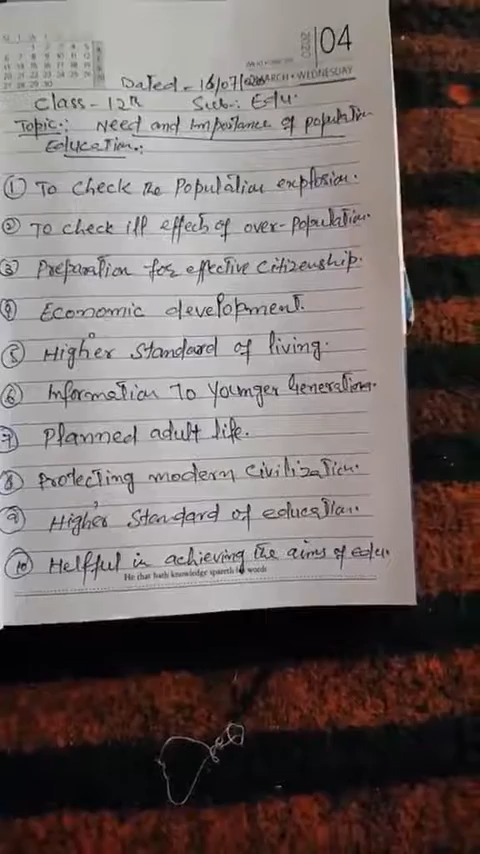 04
2020
MARCH • WEDNESDAY
Dated - 16/07/
Class - 12th Sub: Edu.
Topic: Need and Importance of population
Education:
① To check the Population explosion.
② To check ill effects of over-population.
③ Preparation for effective citizenship.
④ Economic development.
⑤ Higher Standard of living.
⑥ Information To Younger Generation.
⑦ Planned adult life.
⑧ Protecting modern civilization.
⑨ Higher Standard of education.
⑩ Helpful in achieving the aims of edu.
He that hath knowledge spareth his words